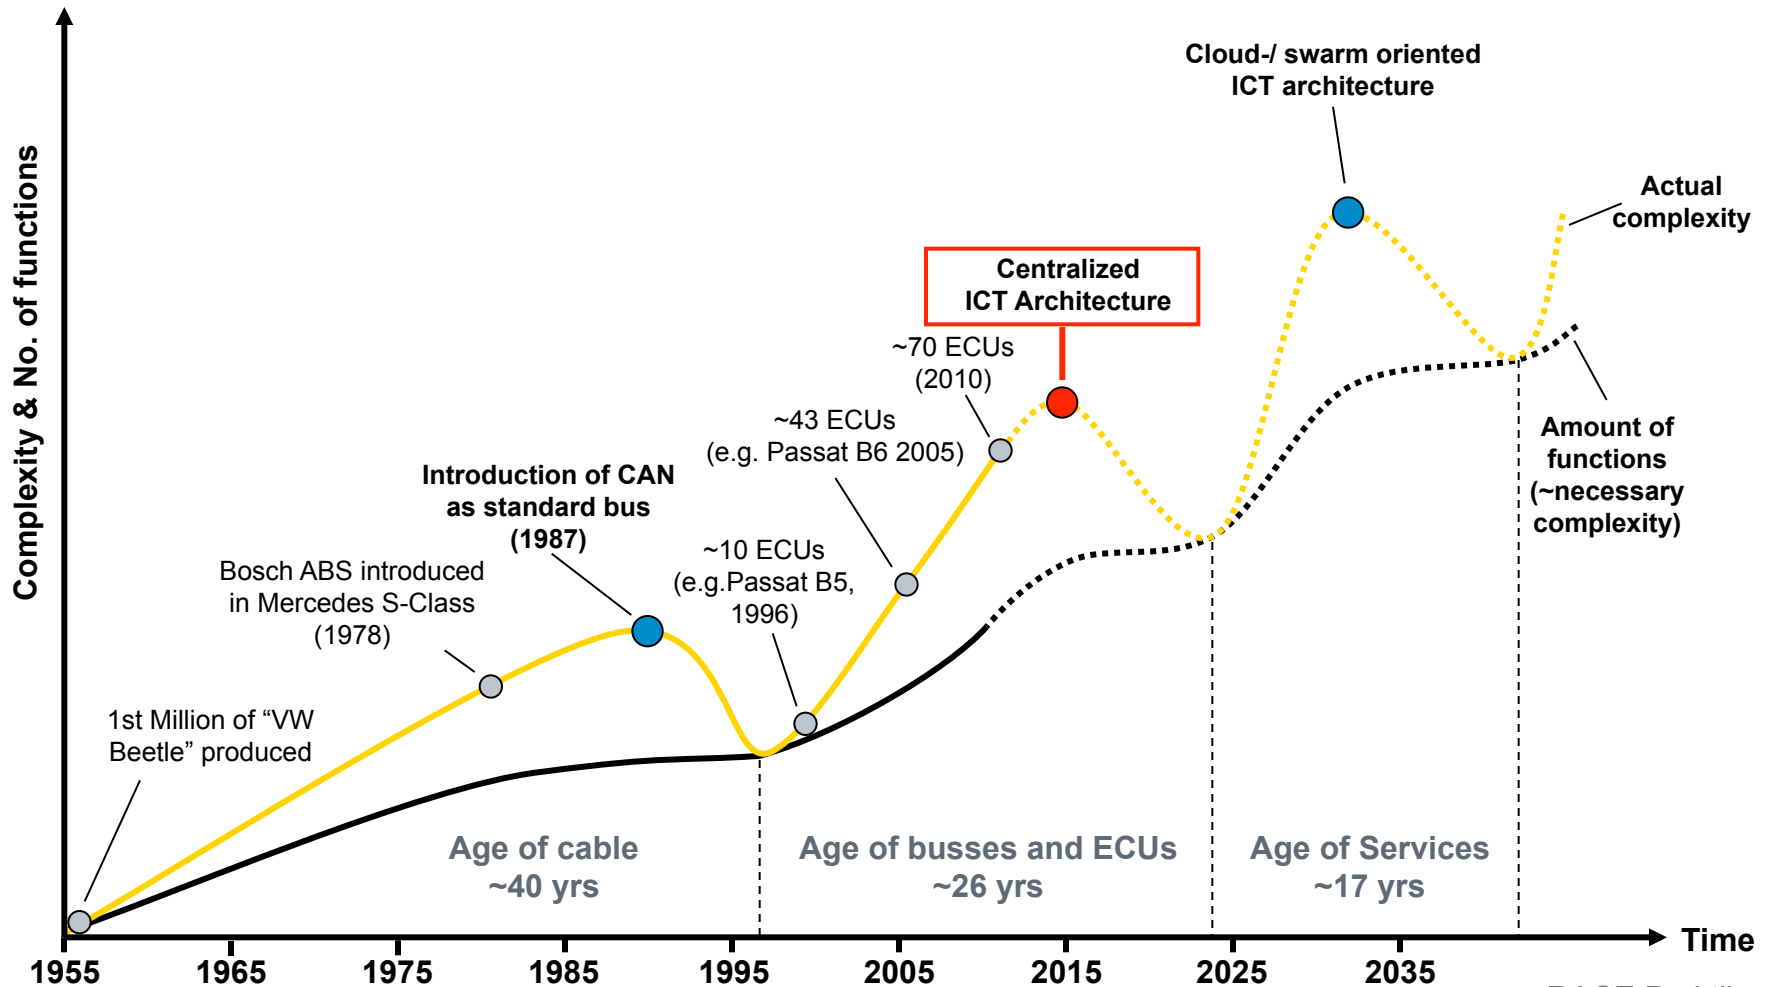 Cloud-/ swarm oriented
ICT architecture
Actual
complexity
Complexity & No. of functions
Centralized
ICT Architecture
~70 ECUs
(2010)
~43 ECUs
(e.g. Passat B6 2005)
Introduction of CAN
as standard bus
(1987)
Amount of
functions
(~necessary
complexity)
~10 ECUs
(e.g.Passat B5,
1996)
Bosch ABS introduced
in Mercedes S-Class
(1978)
1st Million of “VW
Beetle” produced
Age of cable
~40 yrs
Age of busses and ECUs
~26 yrs
Age of Services
~17 yrs
Time
1955 1965 1975 1985 1995 2005 2015 2025 2035